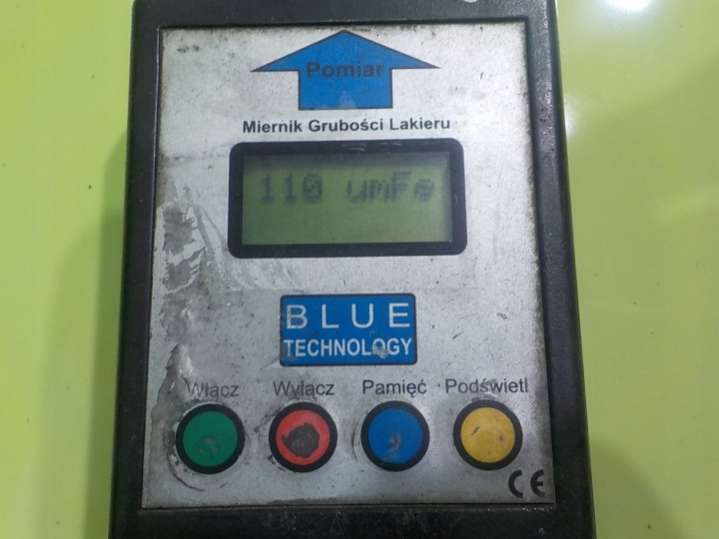 Pomiar
Miernik Grubości Lakieru
110 umFe
BLUE
TECHNOLOGY
Włącz Wyłącz Pamięć Podświetl
CE